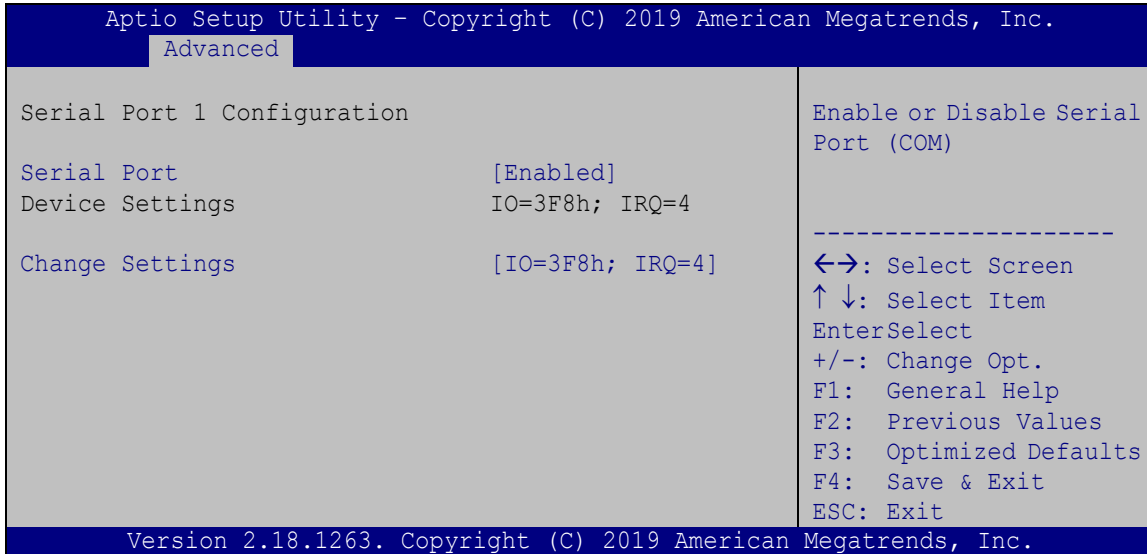 Aptio Setup Utility – Copyright (C) 2019 American Megatrends, Inc.
Advanced
Serial Port 1 Configuration
Serial Port [Enabled]
Device Settings IO=3F8h; IRQ=4
Change Settings [IO=3F8h; IRQ=4]
Enable or Disable Serial
Port (COM)
---------------------
←→: Select Screen
↑ ↓: Select Item
EnterSelect
+/-: Change Opt.
F1: General Help
F2: Previous Values
F3: Optimized Defaults
F4: Save & Exit
ESC: Exit
Version 2.18.1263. Copyright (C) 2019 American Megatrends, Inc.